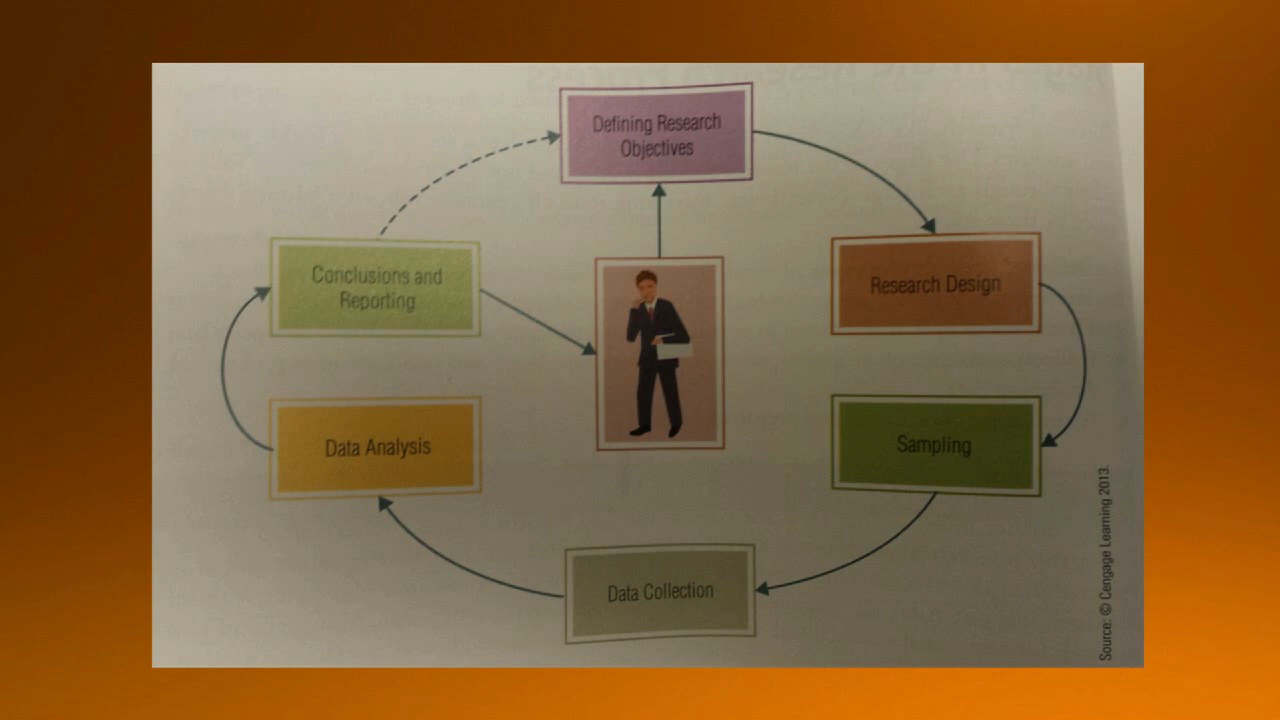 Defining Research
Objectives
Conclusions and
Reporting
Research Design
Data Analysis
Sampling
Data Collection
Source: © Cengage Learning 2013.